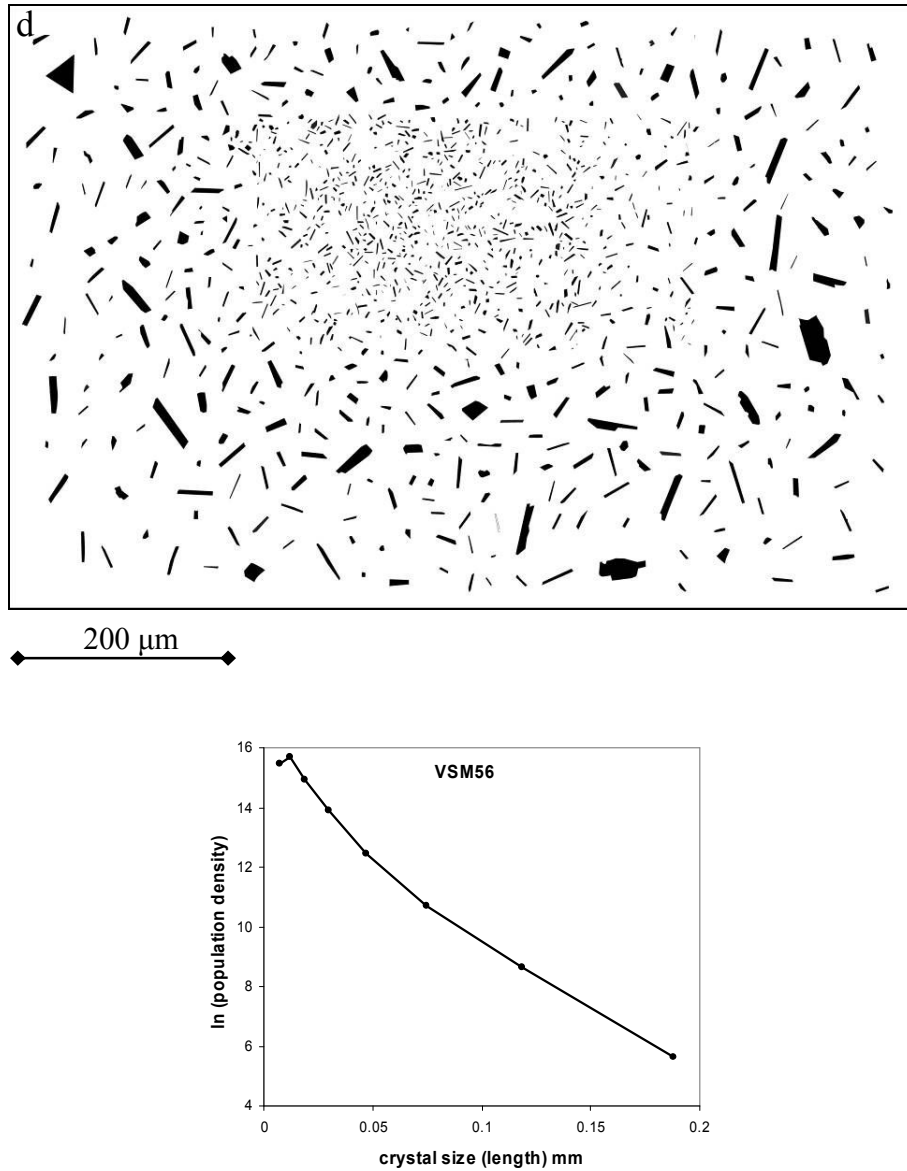 d
200 μm
VSM56
ln (population density)
16
14
12
10
8
6
4
0
0.05
0.1
0.15
0.2
crystal size (length) mm